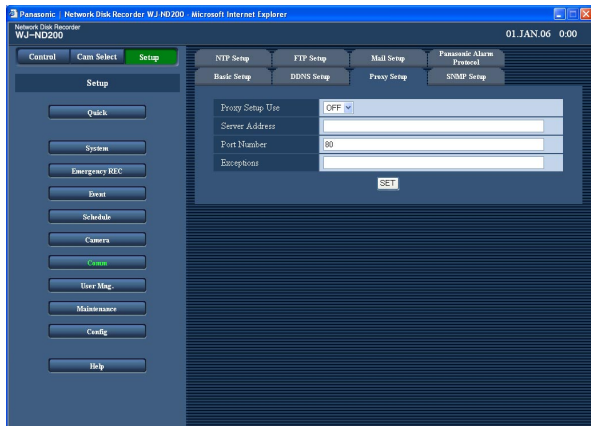 Panasonic | Network Disk Recorder WJ-ND200 - Microsoft Internet Explorer
Network Disk Recorder
WJ-ND200
01.JAN.06 0:00
Control Cam Select Setup
NTP Setup FTP Setup Mail Setup Panasonic Alarm
Protocol
Basic Setup DDNS Setup Proxy Setup SNMP Setup
Setup
Quick
System
Emergency REC
Event
Schedule
Camera
Comm
User Mng.
Maintenance
Config
Help
Proxy Setup Use OFF
Server Address
Port Number 80
Exceptions
SET